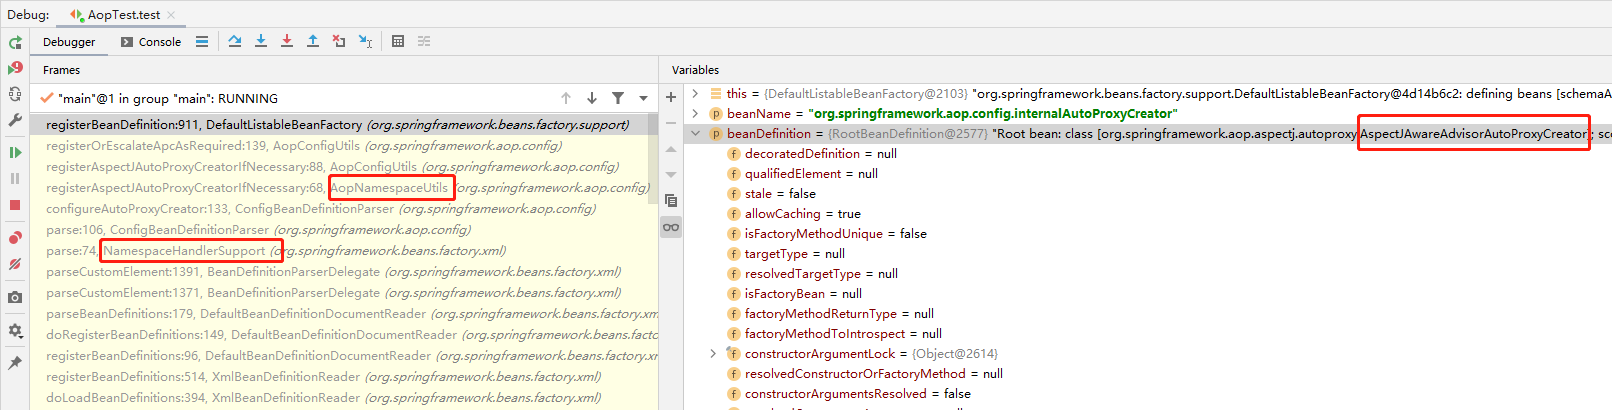 Debug: AopTest.test
Debugger Console
Frames
"main"@1 in group "main": RUNNING
registerBeanDefinition:911, DefaultListableBeanFactory (org.springframework.beans.factory.support)
registerOrEscalateApcAsRequired:139, AopConfigUtils (org.springframework.aop.config)
registerAspectJAutoProxyCreatorIfNecessary:88, AopConfigUtils (org.springframework.aop.config)
registerAspectJAutoProxyCreatorIfNecessary:68, AopNamespaceUtils (org.springframework.aop.config)
configureAutoProxyCreator:133, ConfigBeanDefinitionParser (org.springframework.aop.config)
parse:106, ConfigBeanDefinitionParser (org.springframework.aop.config)
parse:74, NamespaceHandlerSupport (org.springframework.beans.factory.xml)
parseCustomElement:1391, BeanDefinitionParserDelegate (org.springframework.beans.factory.xml)
parseCustomElement:1371, BeanDefinitionParserDelegate (org.springframework.beans.factory.xml)
parseBeanDefinitions:179, DefaultBeanDefinitionDocumentReader (org.springframework.beans.factory.xm
doRegisterBeanDefinitions:149, DefaultBeanDefinitionDocumentReader (org.springframework.beans.factory
registerBeanDefinitions:96, DefaultBeanDefinitionDocumentReader (org.springframework.beans.factory.xm
registerBeanDefinitions:514, XmlBeanDefinitionReader (org.springframework.beans.factory.xml)
doLoadBeanDefinitions:394, XmlBeanDefinitionReader (org.springframework.beans.factory.xml)
Variables
this = {DefaultListableBeanFactory@2103} "org.springframework.beans.factory.support.DefaultListableBeanFactory@4d14b6c2: defining beans [schemaA
beanName = "org.springframework.aop.config.internalAutoProxyCreator"
beanDefinition = {RootBeanDefinition@2577} "Root bean: class [org.springframework.aop.aspectj.autoproxy.AspectJAwareAdvisorAutoProxyCreator]; sco
decoratedDefinition = null
qualifiedElement = null
stale = false
allowCaching = true
isFactoryMethodUnique = false
targetType = null
resolvedTargetType = null
isFactoryBean = null
factoryMethodReturnType = null
factoryMethodToIntrospect = null
constructorArgumentLock = {Object@2614}
resolvedConstructorOrFactoryMethod = null
constructorArgumentsResolved = false